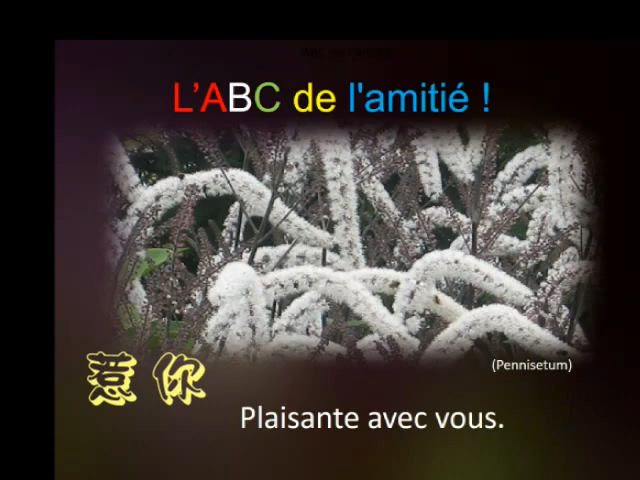 L'ABC de l'amitié !
(Pennisetum)
惹 你
Plaisante avec vous.